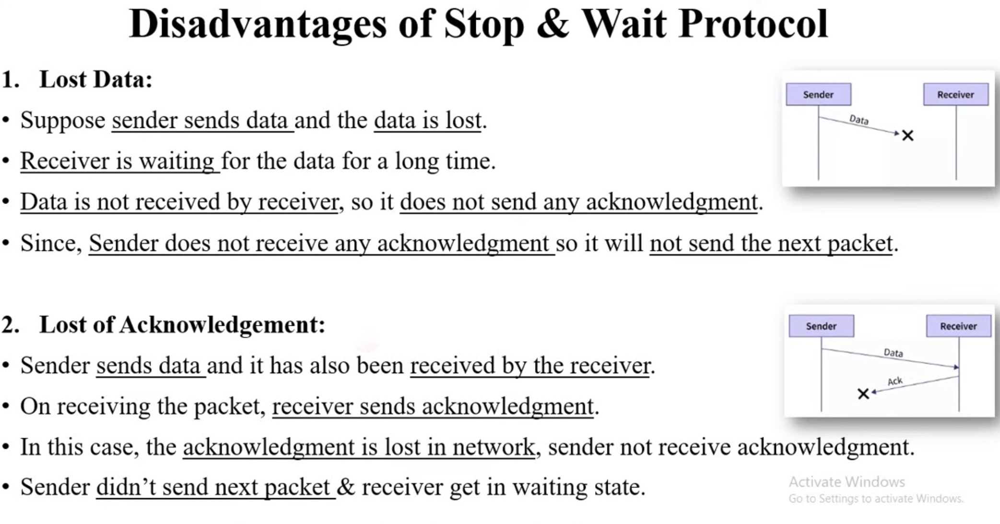 Disadvantages of Stop & Wait Protocol
1. Lost Data:
• Suppose sender sends data and the data is lost.
• Receiver is waiting for the data for a long time.
• Data is not received by receiver, so it does not send any acknowledgment.
• Since, Sender does not receive any acknowledgment so it will not send the next packet.
Sender
Receiver
Data
2. Lost of Acknowledgement:
• Sender sends data and it has also been received by the receiver.
• On receiving the packet, receiver sends acknowledgment.
• In this case, the acknowledgment is lost in network, sender not receive acknowledgment.
• Sender didn’t send next packet & receiver get in waiting state.
Sender
Receiver
Data
Ack
Activate Windows
Go to Settings to activate Windows.